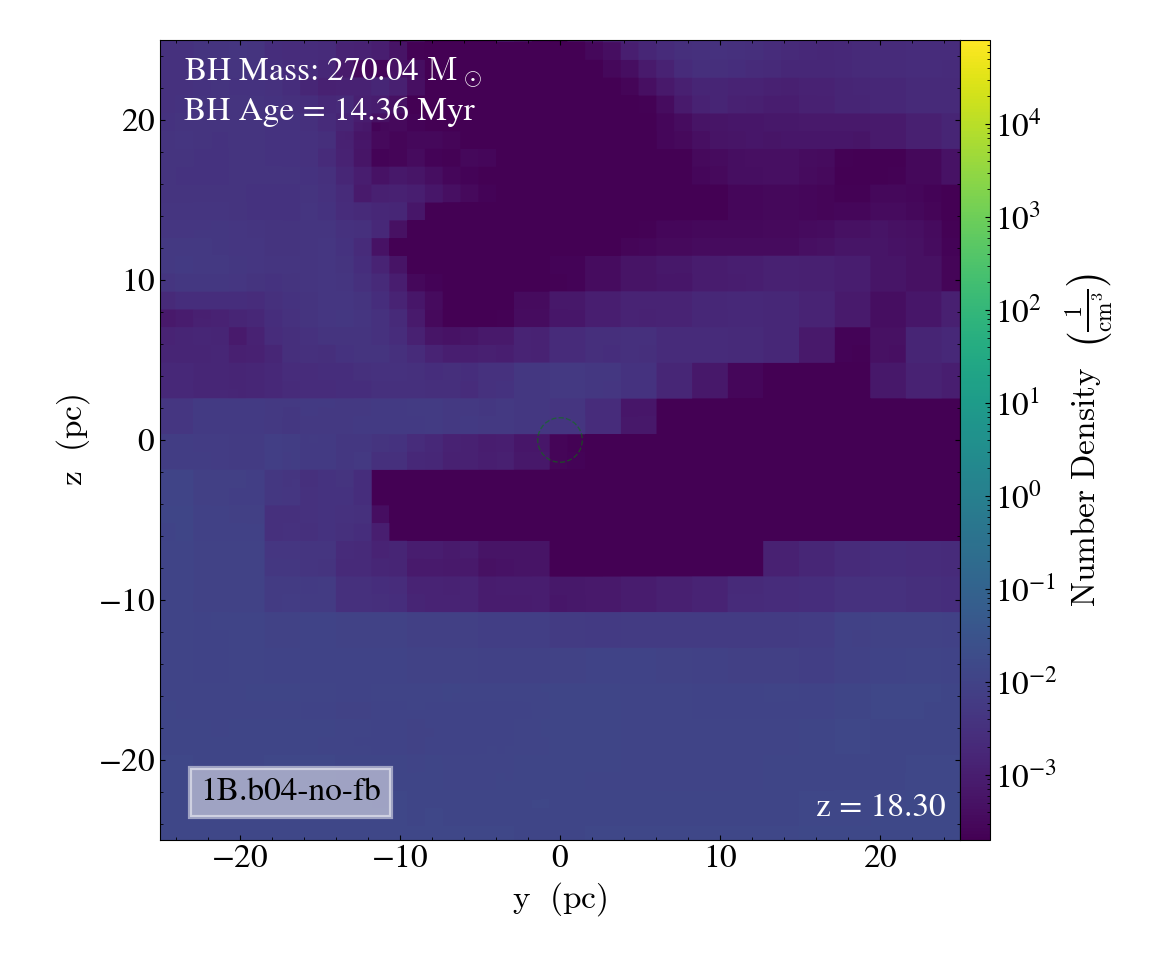 BH Mass: 270.04 M⊙
BH Age = 14.36 Myr
20
10
0
−10
−20
z (pc)
1B.b04-no-fb
z = 18.30
−20
−10
0
10
20
y (pc)
10⁴
10³
10²
10¹
10⁰
10⁻¹
10⁻²
10⁻³
Number Density (1/cm³)